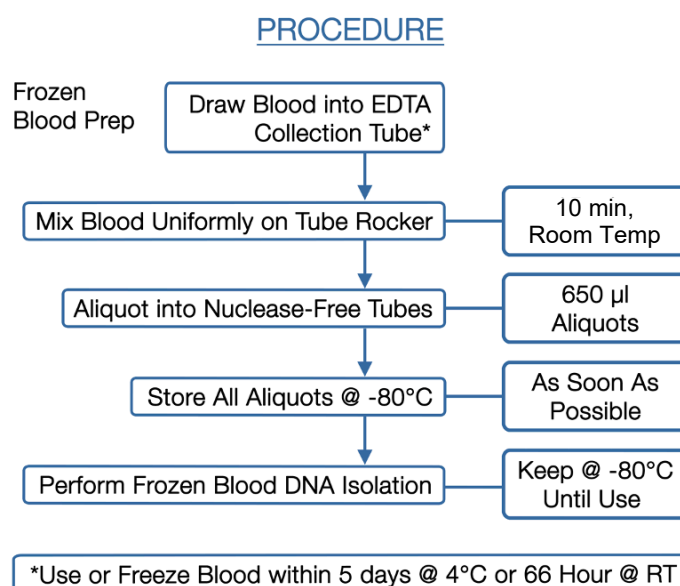 PROCEDURE
Frozen
Blood Prep
Draw Blood into EDTA
Collection Tube*
Mix Blood Uniformly on Tube Rocker
10 min,
Room Temp
Aliquot into Nuclease-Free Tubes
650 µl
Aliquots
Store All Aliquots @ -80°C
As Soon As
Possible
Perform Frozen Blood DNA Isolation
Keep @ -80°C
Until Use
*Use or Freeze Blood within 5 days @ 4°C or 66 Hour @ RT